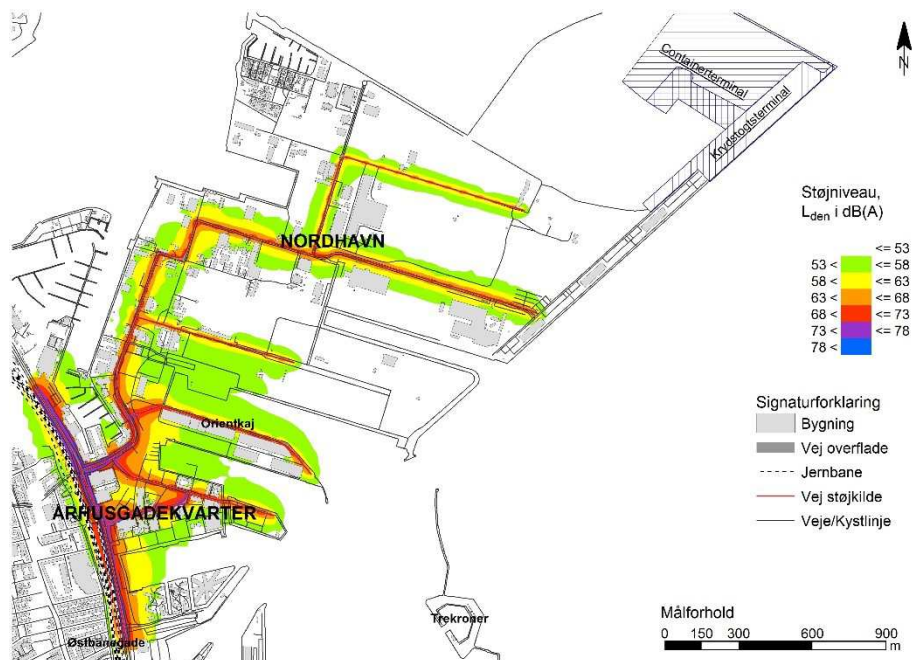 N
Containerterminal
Krydstogtsterminal
Støjniveau,
Lden i dB(A)
<= 53
53 < <= 58
58 < <= 63
63 < <= 68
68 < <= 73
73 < <= 78
78 <
NORDHAVN
Signaturforklaring
Bygning
Vej overflade
Jernbane
Vej støjkilde
Veje/Kystlinje
Orientkaj
ÅRHUSGADEKVARTER
Østbanegade
Trekroner
Målforhold
0 150 300 600 900
m